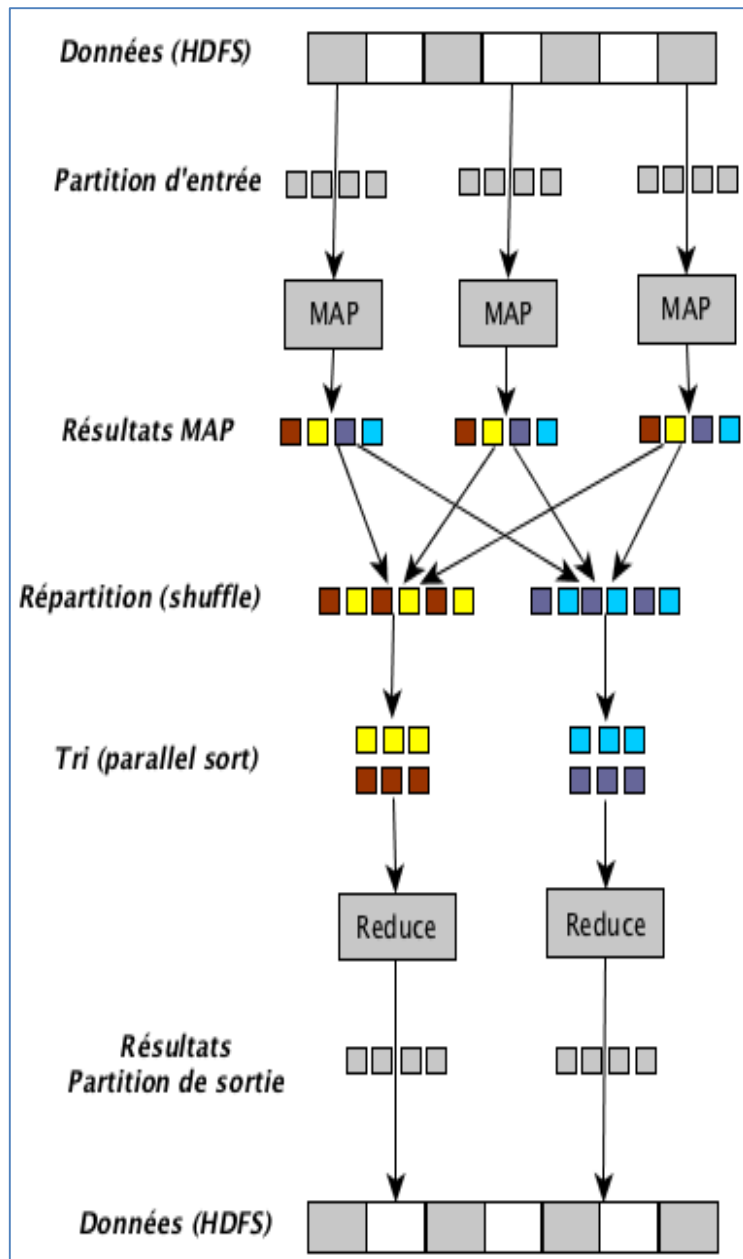 Données (HDFS)
Partition d'entrée
MAP
MAP
MAP
Résultats MAP
Répartition (shuffle)
Tri (parallel sort)
Reduce
Reduce
Résultats
Partition de sortie
Données (HDFS)